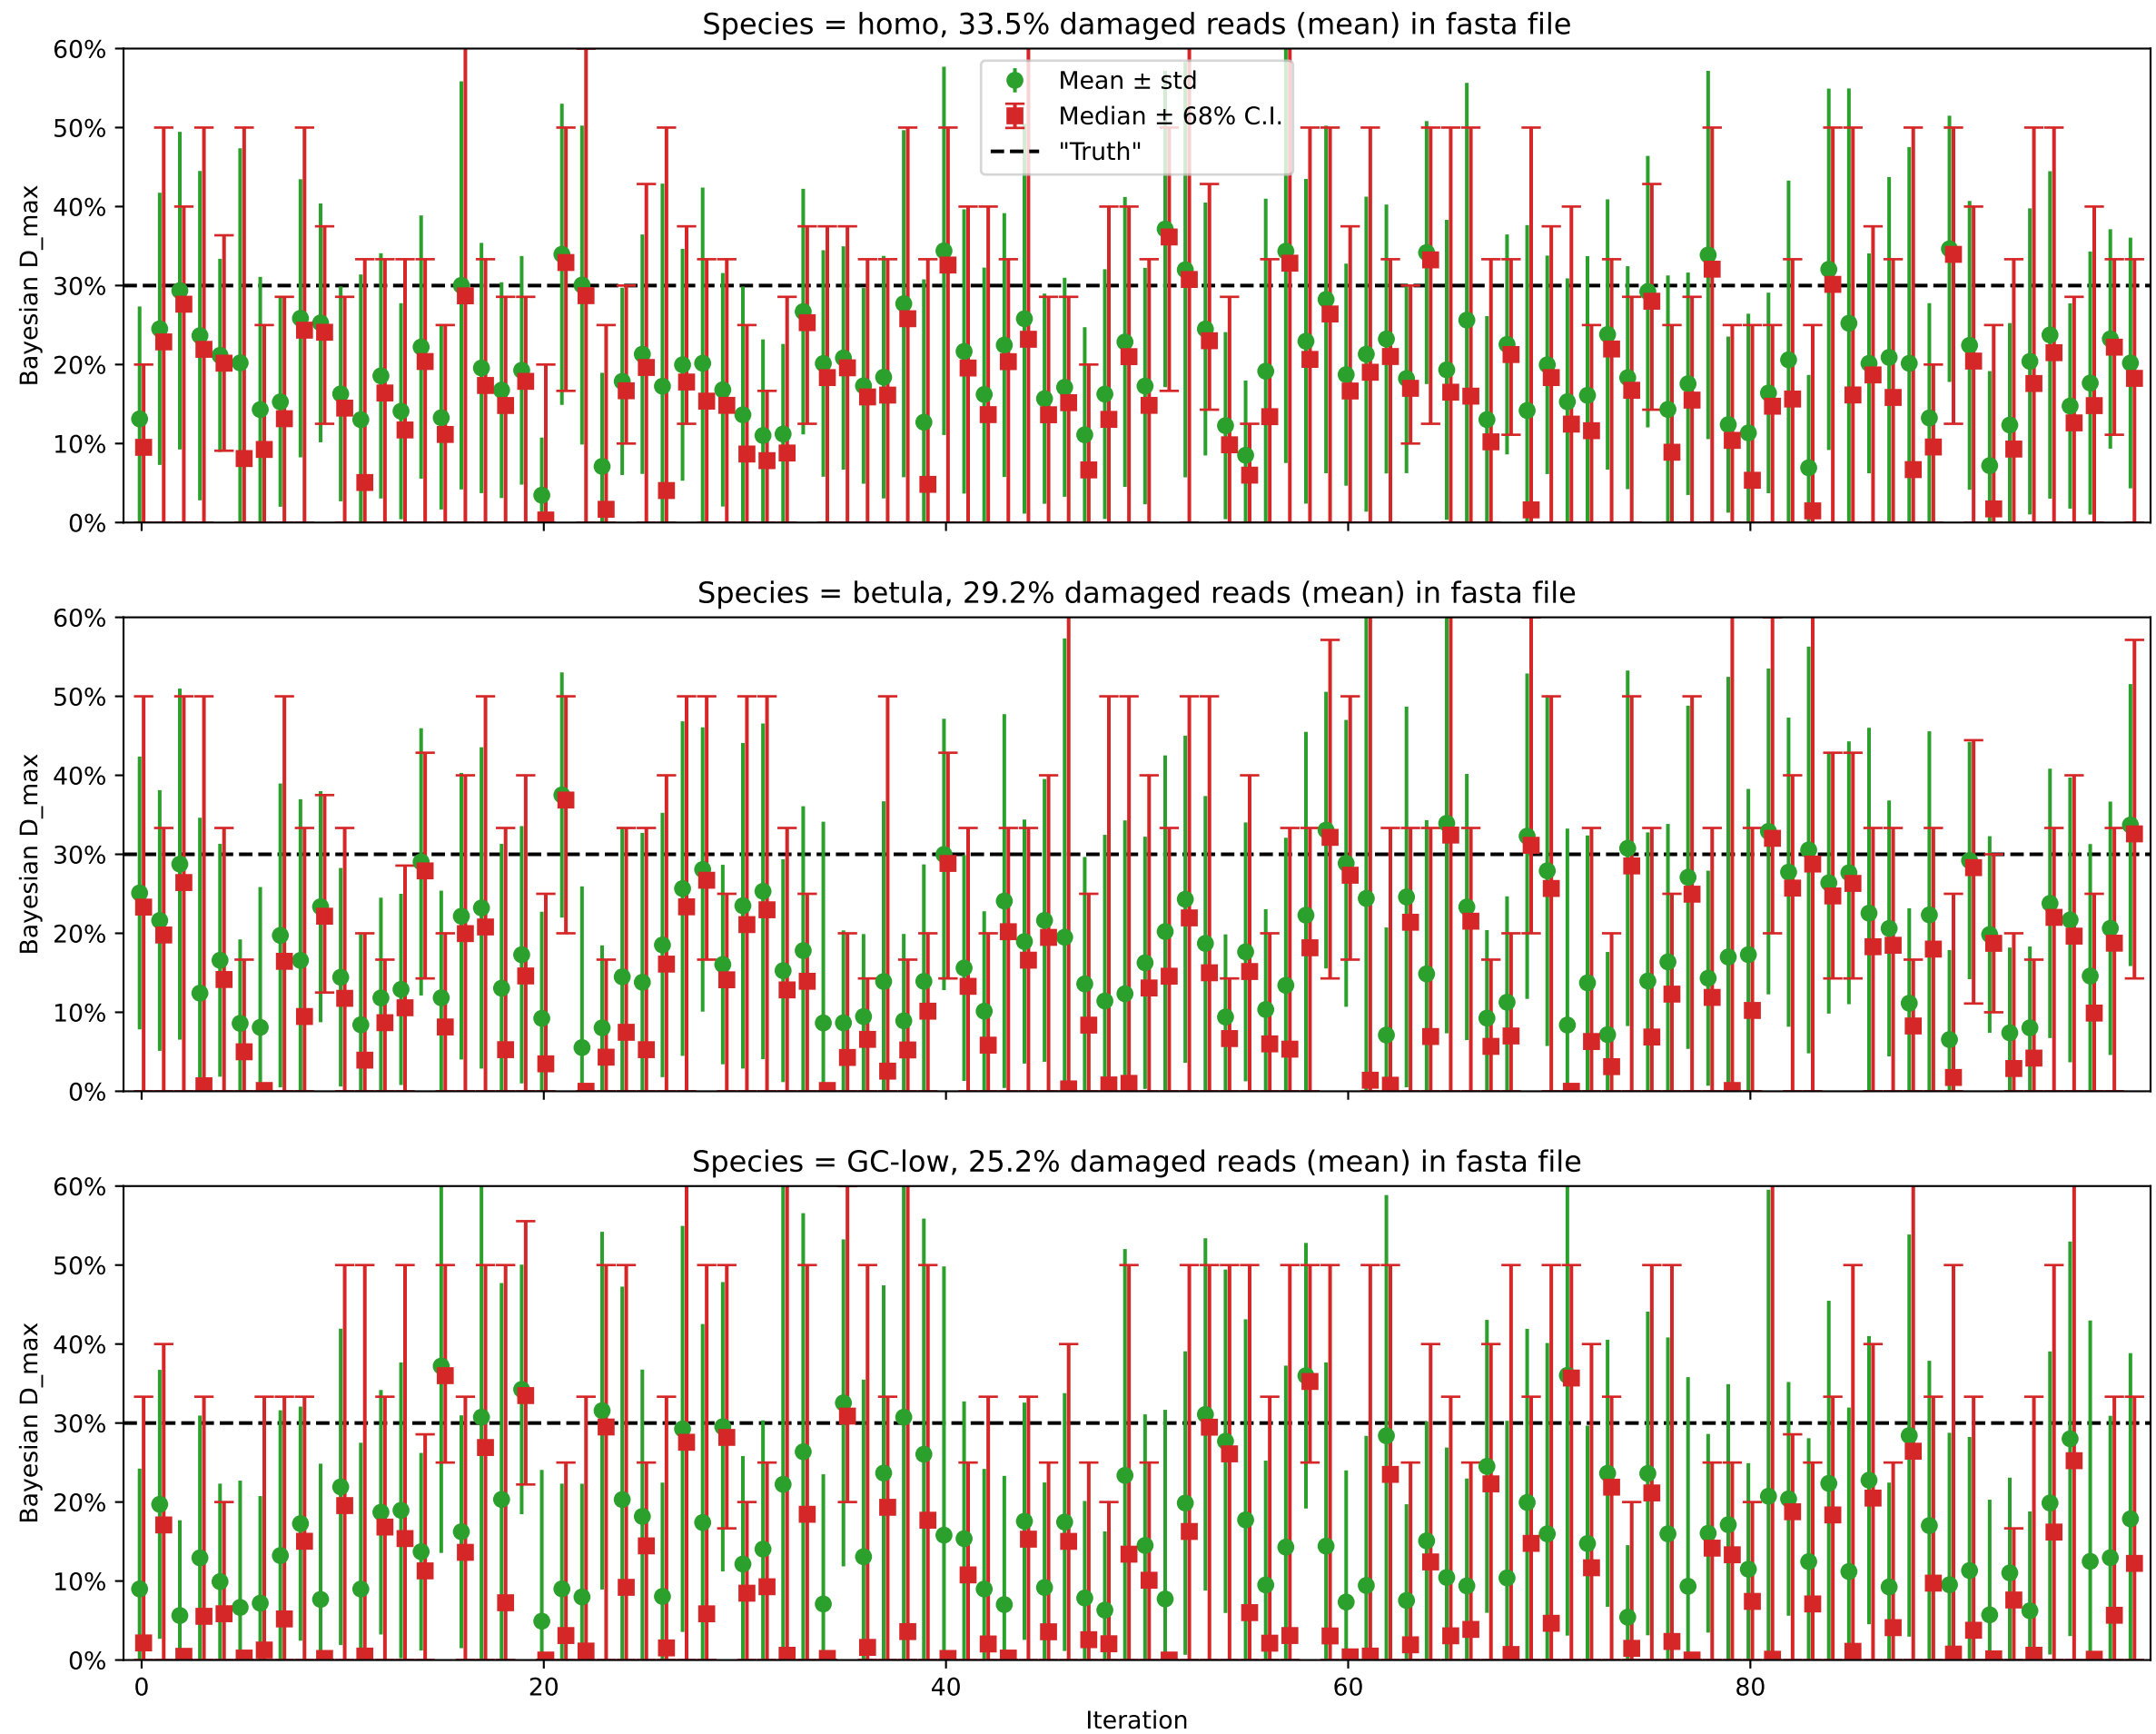 Species = homo, 33.5% damaged reads (mean) in fasta file
60%
50%
40%
30%
20%
10%
0%
Bayesian D_max
Mean ± std
Median ± 68% C.I.
"Truth"
Species = betula, 29.2% damaged reads (mean) in fasta file
60%
50%
40%
30%
20%
10%
0%
Bayesian D_max
Species = GC-low, 25.2% damaged reads (mean) in fasta file
60%
50%
40%
30%
20%
10%
0%
Bayesian D_max
0 20 40 60 80
Iteration